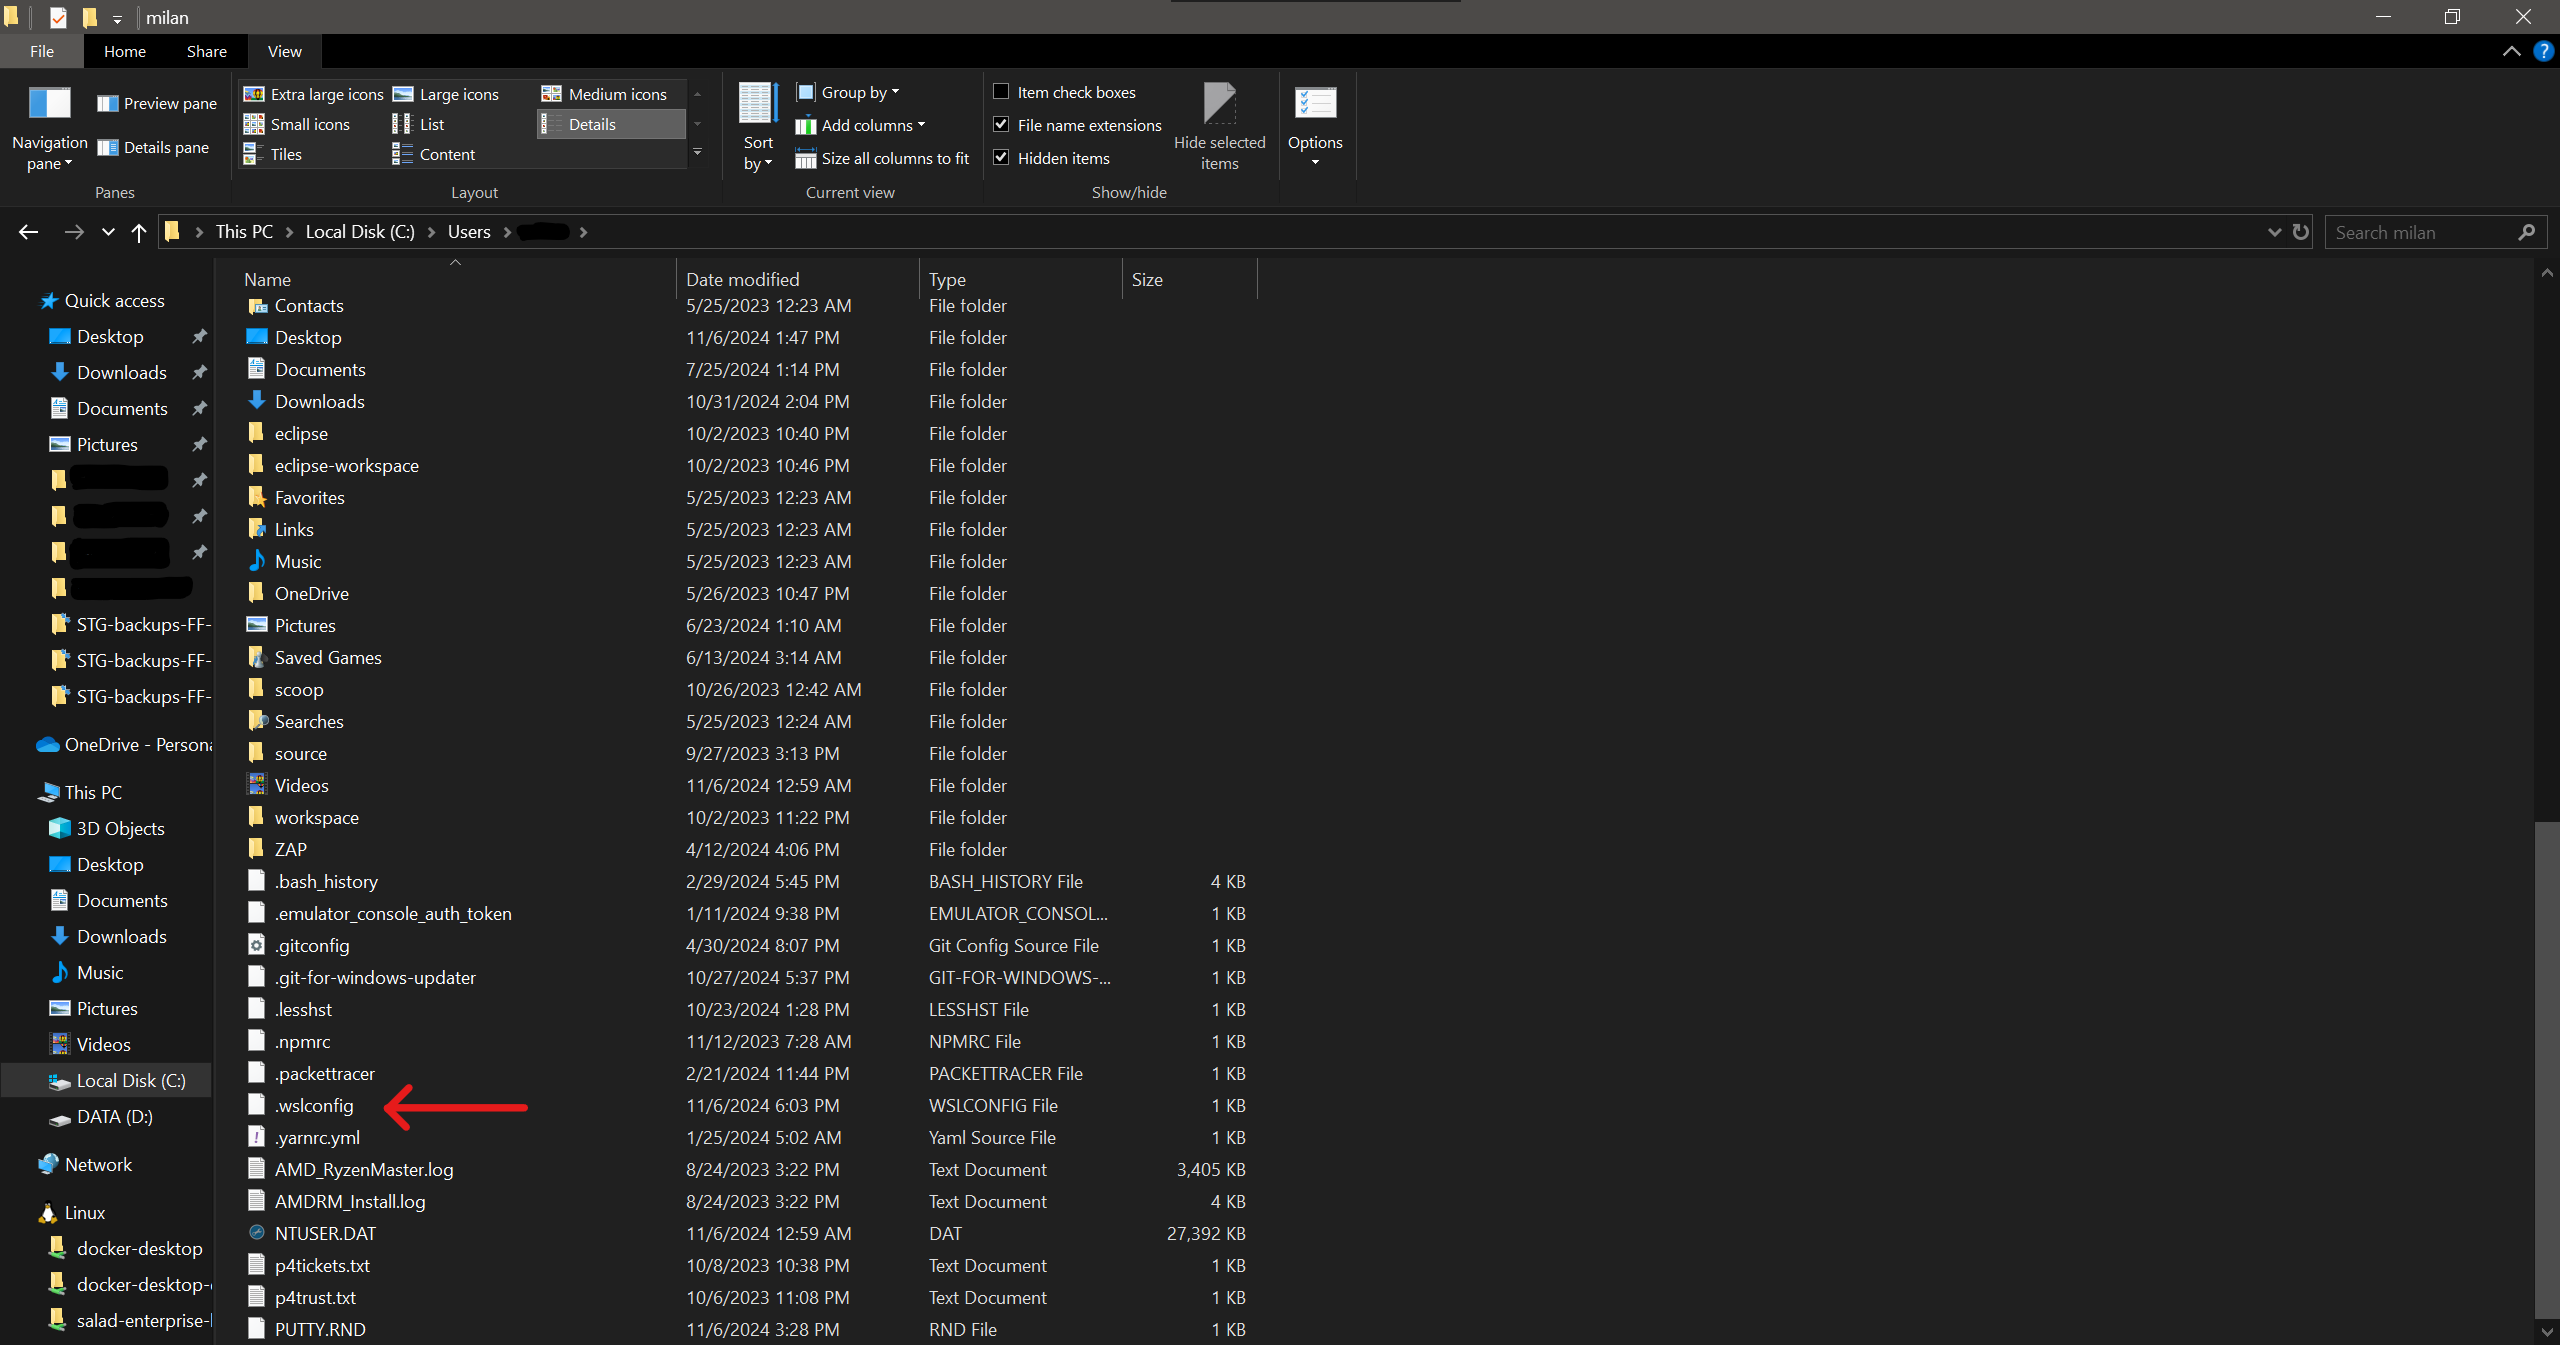 milan
File Home Share View
Navigation pane
Preview pane
Details pane
Panes
Extra large icons Large icons Medium icons
Small icons List Details
Tiles Content
Layout
Sort by
Group by
Add columns
Size all columns to fit
Current view
Item check boxes
File name extensions
Hidden items
Hide selected items
Show/hide
Options
This PC Local Disk (C:) Users
Search milan
Quick access
Desktop
Downloads
Documents
Pictures
STG-backups-FF-
STG-backups-FF-
STG-backups-FF-
OneDrive - Persona
This PC
3D Objects
Desktop
Documents
Downloads
Music
Pictures
Videos
Local Disk (C:)
DATA (D:)
Network
Linux
docker-desktop
docker-desktop-
salad-enterprise-
Name Date modified Type Size
Contacts 5/25/2023 12:23 AM File folder
Desktop 11/6/2024 1:47 PM File folder
Documents 7/25/2024 1:14 PM File folder
Downloads 10/31/2024 2:04 PM File folder
eclipse 10/2/2023 10:40 PM File folder
eclipse-workspace 10/2/2023 10:46 PM File folder
Favorites 5/25/2023 12:23 AM File folder
Links 5/25/2023 12:23 AM File folder
Music 5/25/2023 12:23 AM File folder
OneDrive 5/26/2023 10:47 PM File folder
Pictures 6/23/2024 1:10 AM File folder
Saved Games 6/13/2024 3:14 AM File folder
scoop 10/26/2023 12:42 AM File folder
Searches 5/25/2023 12:24 AM File folder
source 9/27/2023 3:13 PM File folder
Videos 11/6/2024 12:59 AM File folder
workspace 10/2/2023 11:22 PM File folder
ZAP 4/12/2024 4:06 PM File folder
.bash_history 2/29/2024 5:45 PM BASH_HISTORY File 4 KB
.emulator_console_auth_token 1/11/2024 9:38 PM EMULATOR_CONSOL... 1 KB
.gitconfig 4/30/2024 8:07 PM Git Config Source File 1 KB
.git-for-windows-updater 10/27/2024 5:37 PM GIT-FOR-WINDOWS-... 1 KB
.lesshst 10/23/2024 1:28 PM LESSHST File 1 KB
.npmrc 11/12/2023 7:28 AM NPMRC File 1 KB
.packettracer 2/21/2024 11:44 PM PACKETTRACER File 1 KB
.wslconfig 11/6/2024 6:03 PM WSLCONFIG File 1 KB
.yarnrc.yml 1/25/2024 5:02 AM Yaml Source File 1 KB
AMD_RyzenMaster.log 8/24/2023 3:22 PM Text Document 3,405 KB
AMDRM_Install.log 8/24/2023 3:22 PM Text Document 4 KB
NTUSER.DAT 11/6/2024 12:59 AM DAT 27,392 KB
p4tickets.txt 10/8/2023 10:38 PM Text Document 1 KB
p4trust.txt 10/6/2023 11:08 PM Text Document 1 KB
PUTTY.RND 11/6/2024 3:28 PM RND File 1 KB